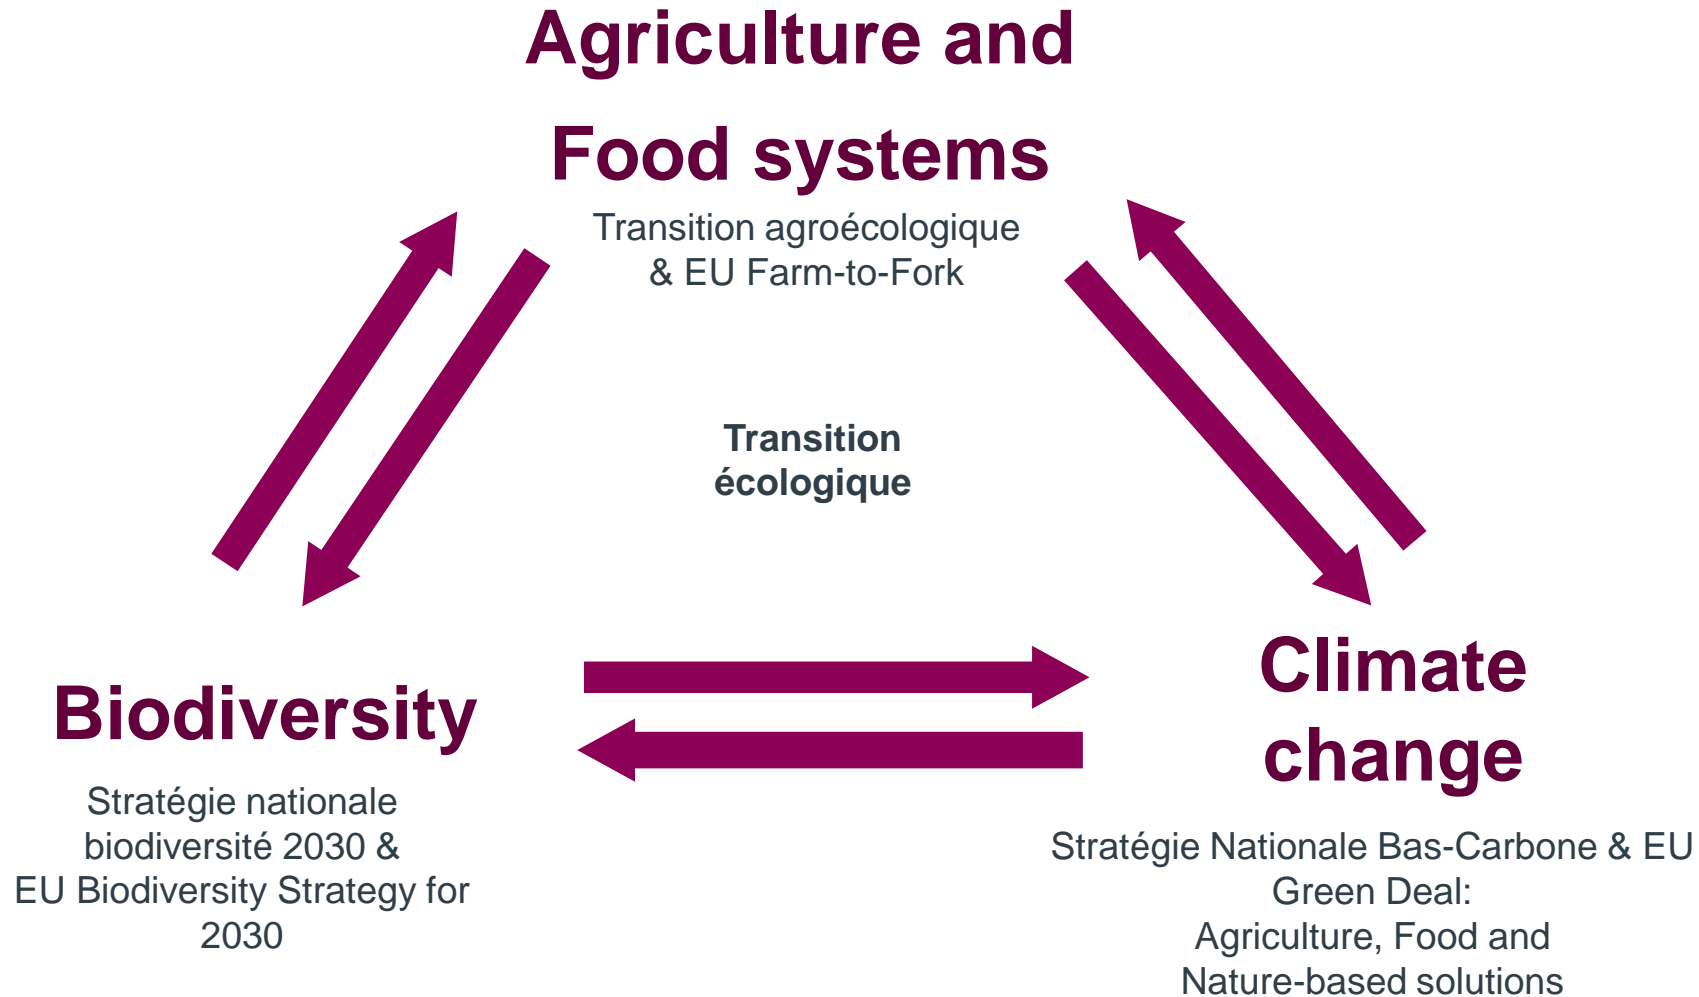 Agriculture and
Food systems
Transition agroécologique
& EU Farm-to-Fork
Transition
écologique
Biodiversity
Stratégie nationale
biodiversité 2030 &
EU Biodiversity Strategy for
2030
Climate
change
Stratégie Nationale Bas-Carbone & EU
Green Deal:
Agriculture, Food and
Nature-based solutions